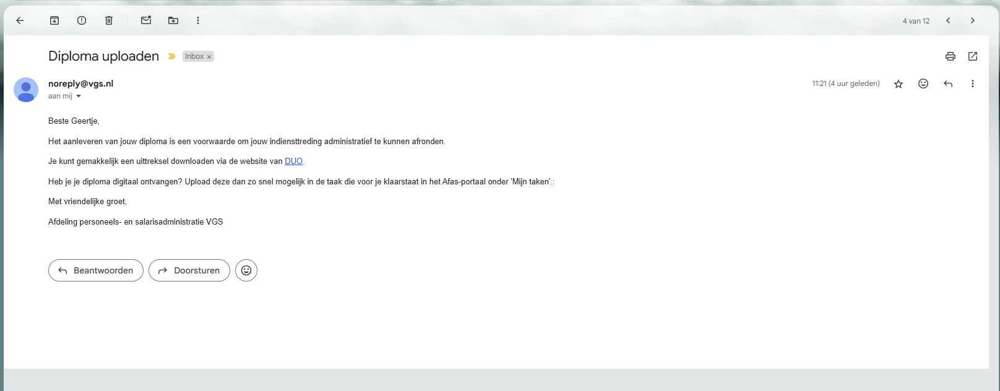 4 van 12
Diploma uploaden Inbox ×
noreply@vgs.nl 11:21 (4 uur geleden)
aan mij
Beste Geertje,
Het aanleveren van jouw diploma is een voorwaarde om jouw indiensttreding administratief te kunnen afronden.
Je kunt gemakkelijk een uittreksel downloaden via de website van DUO.
Heb je je diploma digitaal ontvangen? Upload deze dan zo snel mogelijk in de taak die voor je klaarstaat in het Afas-portaal onder 'Mijn taken'.:
Met vriendelijke groet,
Afdeling personeels- en salarisadministratie VGS
Beantwoorden Doorsturen